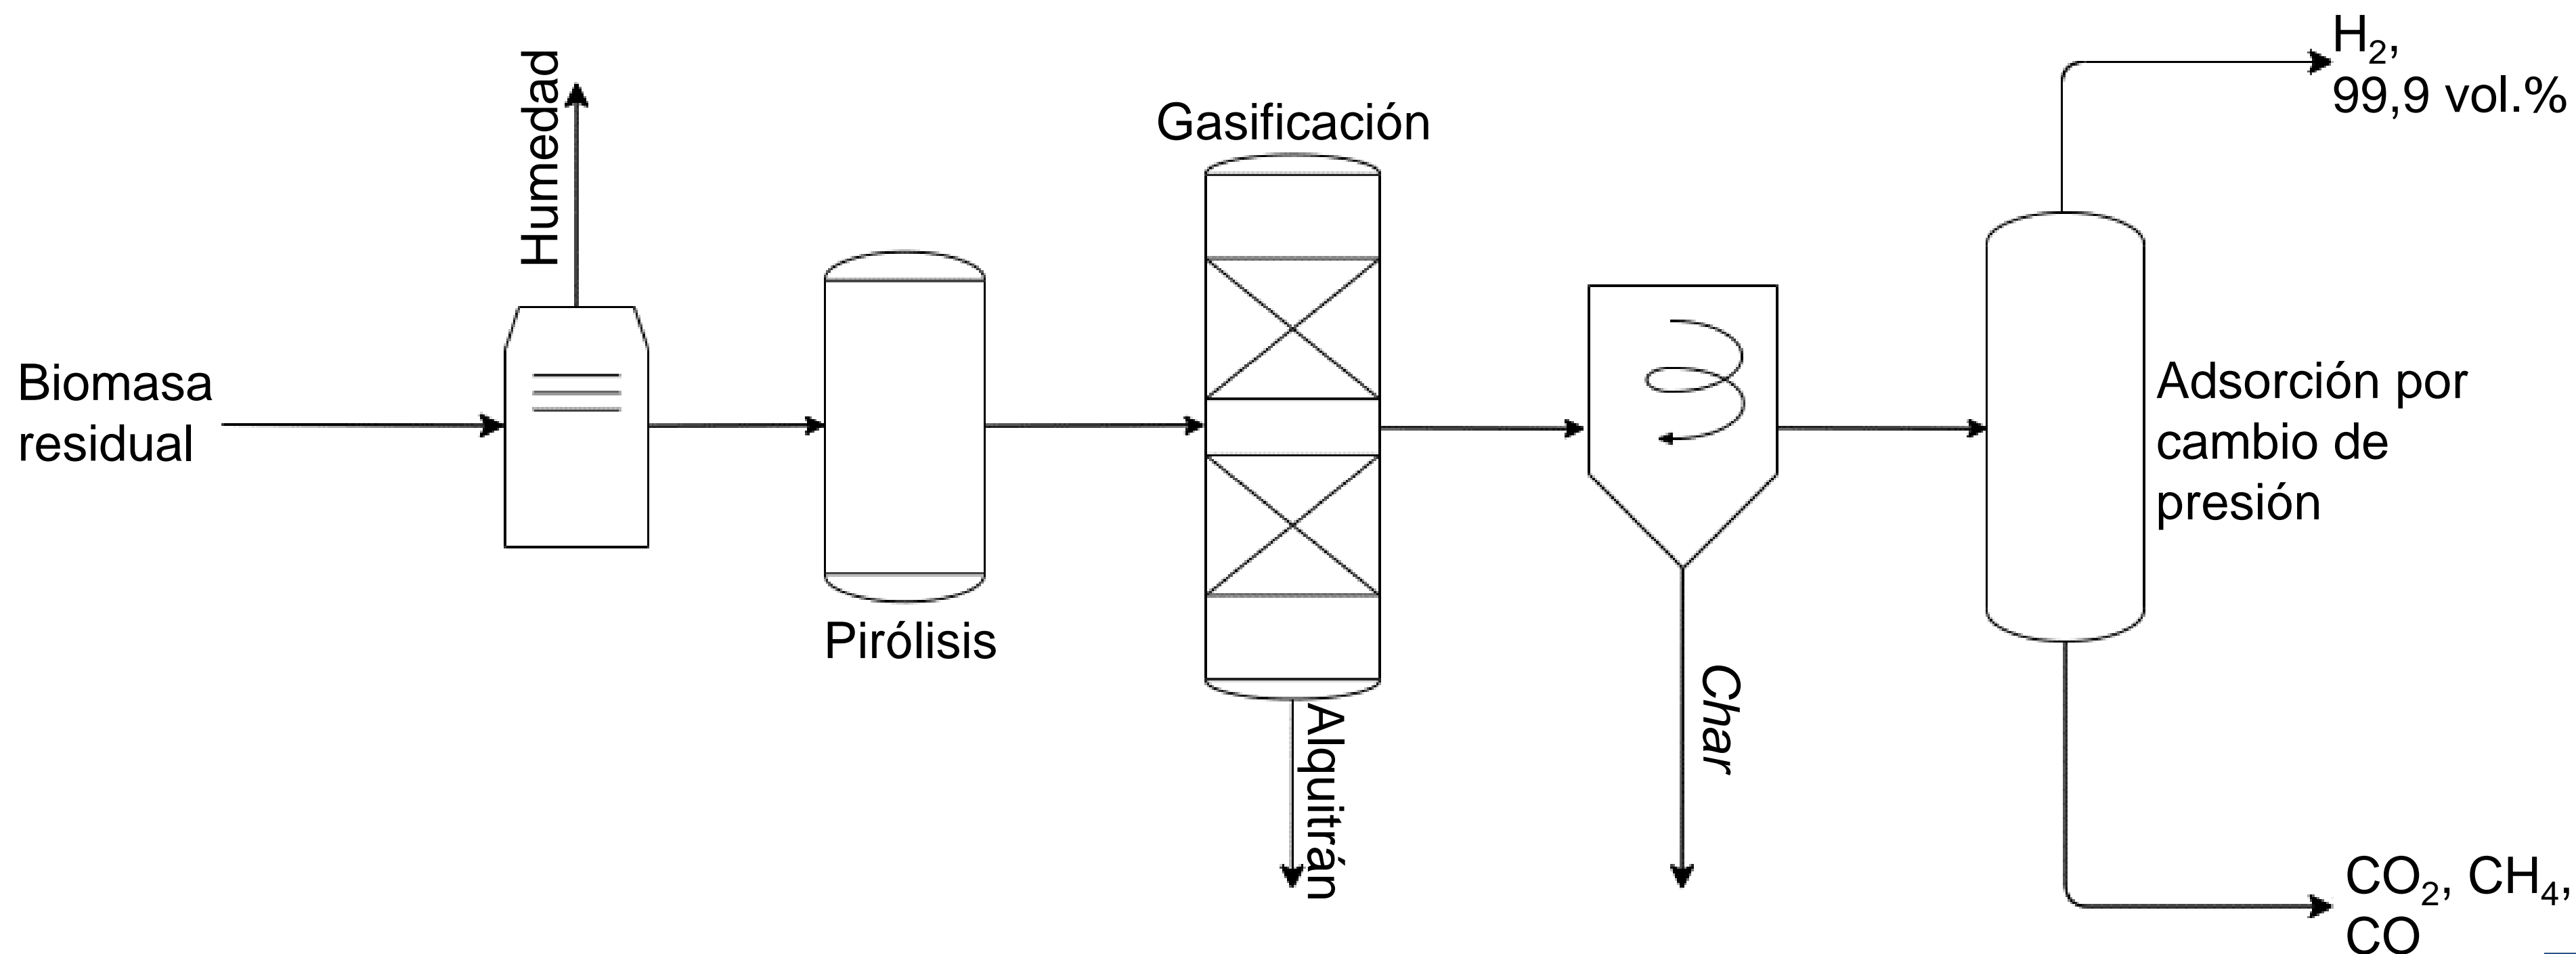 Biomasa
residual
Humedad
Pirólisis
Gasificación
Alquitrán
Char
Adsorción por
cambio de
presión
H₂,
99,9 vol.%
CO₂, CH₄,
CO